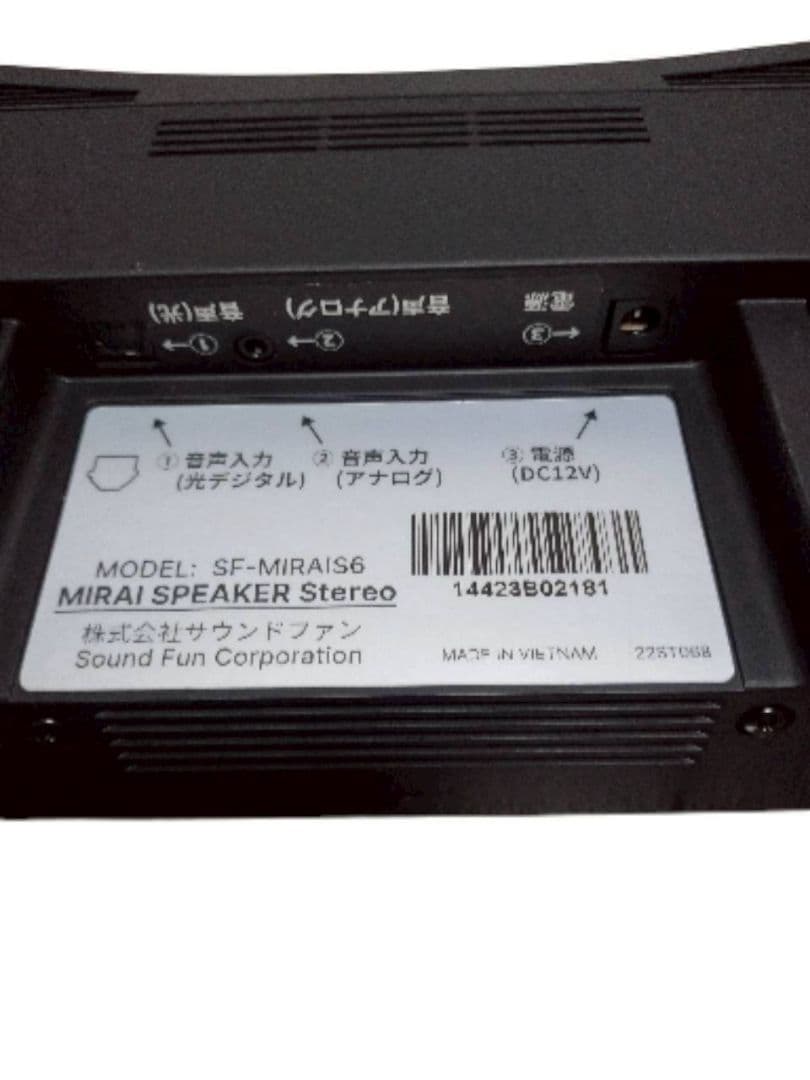 音声(光)
音声(アナログ)
電源
←①
←②
③→
① 音声入力
(光デジタル)
② 音声入力
(アナログ)
③ 電源
(DC12V)
MODEL: SF-MIRAIS6
MIRAI SPEAKER Stereo
14423B02181
株式会社サウンドファン
Sound Fun Corporation
MADE IN VIETNAM